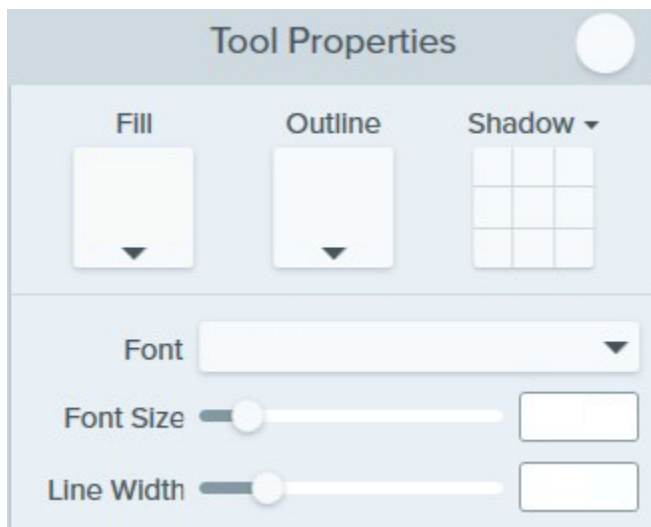 Tool Properties
Fill Outline Shadow
Font
Font Size
Line Width